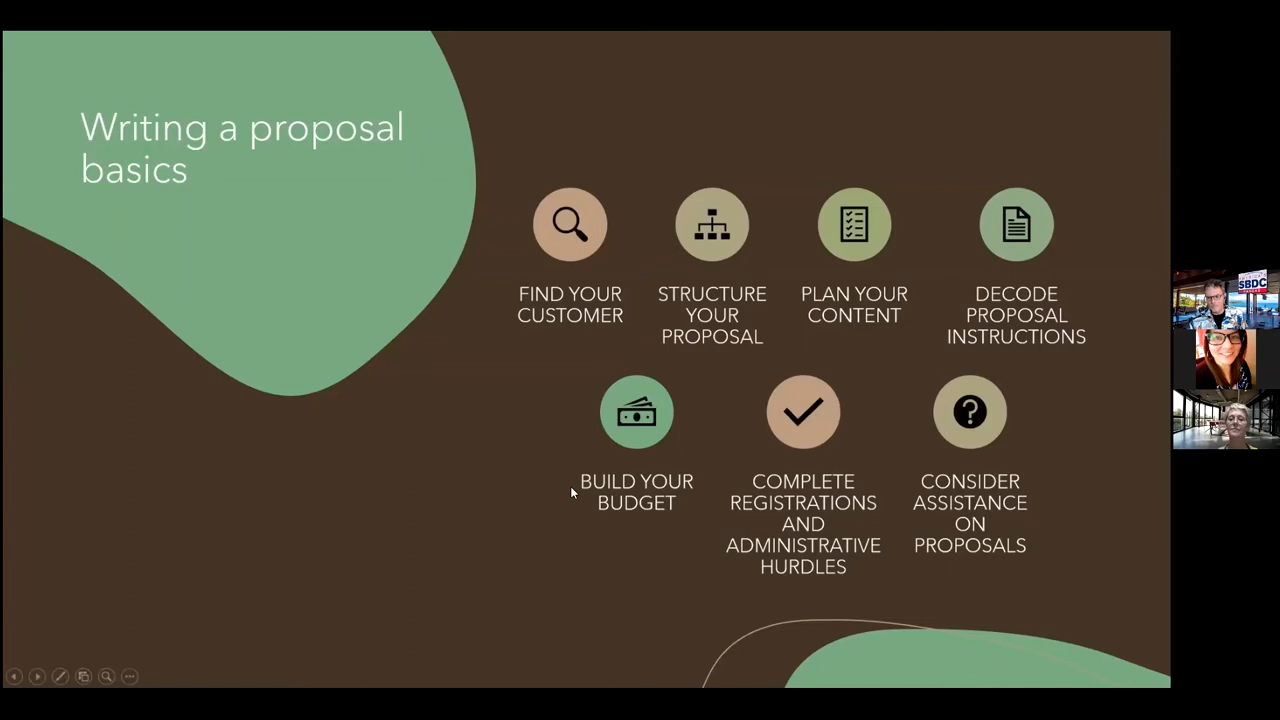 Writing a proposal
basics
FIND YOUR
CUSTOMER
STRUCTURE
YOUR
PROPOSAL
PLAN YOUR
CONTENT
DECODE
PROPOSAL
INSTRUCTIONS
BUILD YOUR
BUDGET
COMPLETE
REGISTRATIONS
AND
ADMINISTRATIVE
HURDLES
CONSIDER
ASSISTANCE
ON
PROPOSALS
SBDC